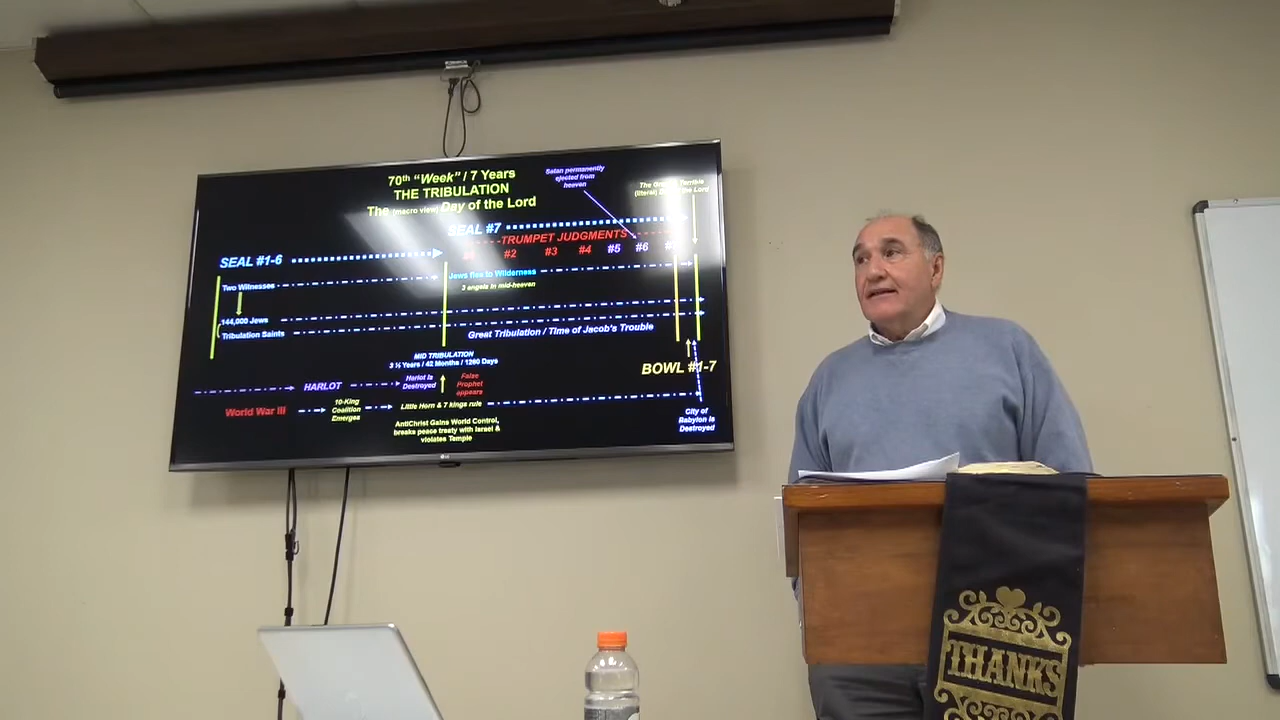 70th "Week" / 7 Years
THE TRIBULATION
The (macro view) Day of the Lord
Satan permanently
ejected from
heaven
The Terrible
(literal) the Lord
SEAL #7
TRUMPET JUDGMENTS
#2 #3 #4 #5 #6
SEAL #1-6
Jews flee to Wilderness
3 angels in mid-heaven
Two Witnesses
144,000 Jews
Tribulation Saints
Great Tribulation / Time of Jacob's Trouble
MID TRIBULATION
3 ½ Years / 42 Months / 1260 Days
BOWL #1-7
HARLOT
Harlot is
Destroyed
False
Prophet
appears
World War III
10-King
Coalition
Emerges
Little Horn & 7 kings rule
AntiChrist Gains World Control,
breaks peace treaty with Israel &
violates Temple
City of
Babylon is
Destroyed
LG
THANKS